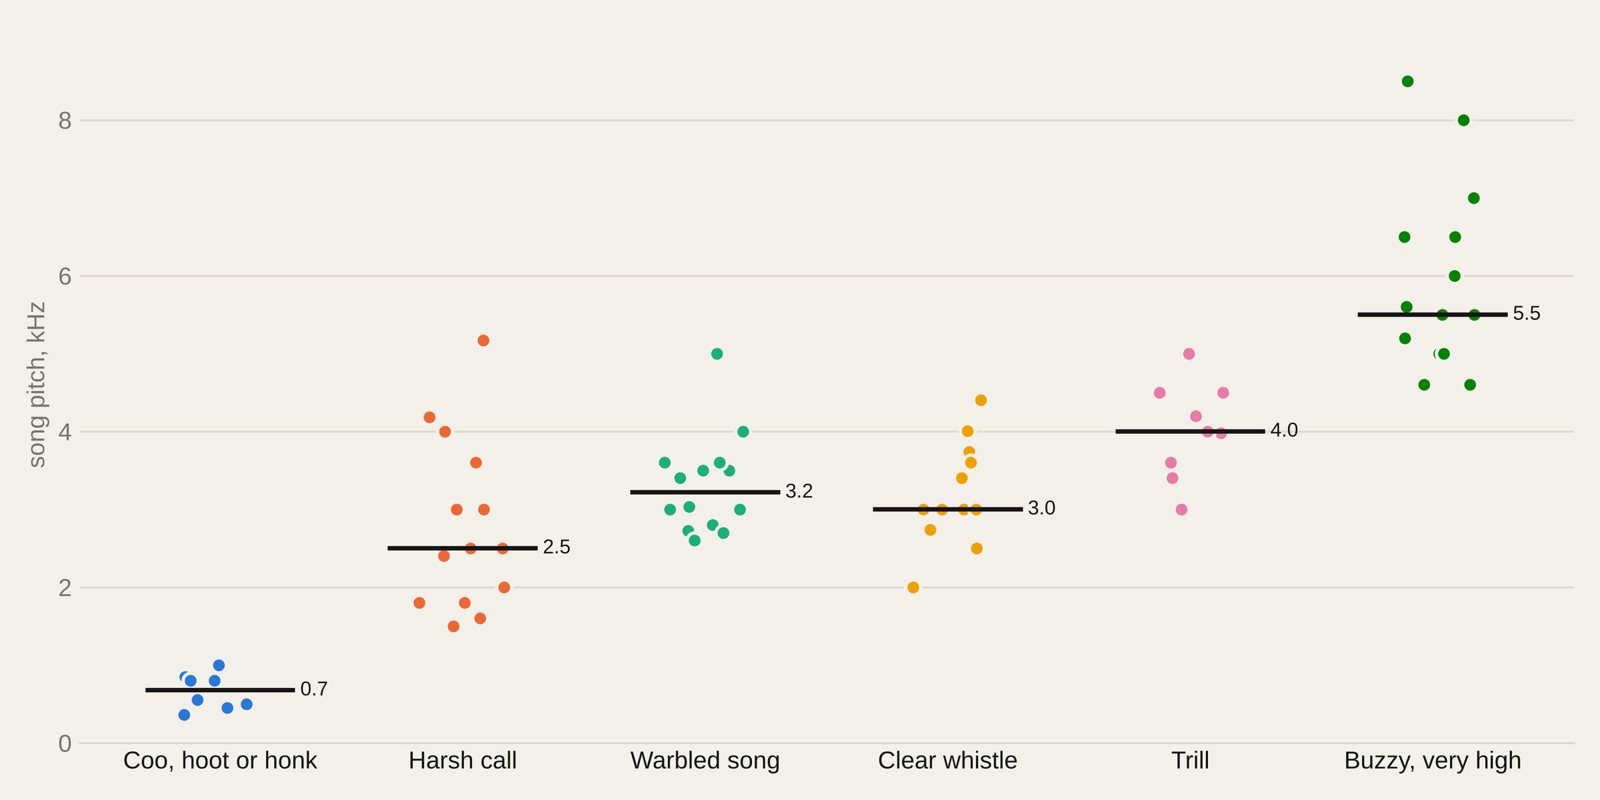 8
6
4
2
0
song pitch, kHz
0.7
2.5
3.2
3.0
4.0
5.5
Coo, hoot or honk
Harsh call
Warbled song
Clear whistle
Trill
Buzzy, very high